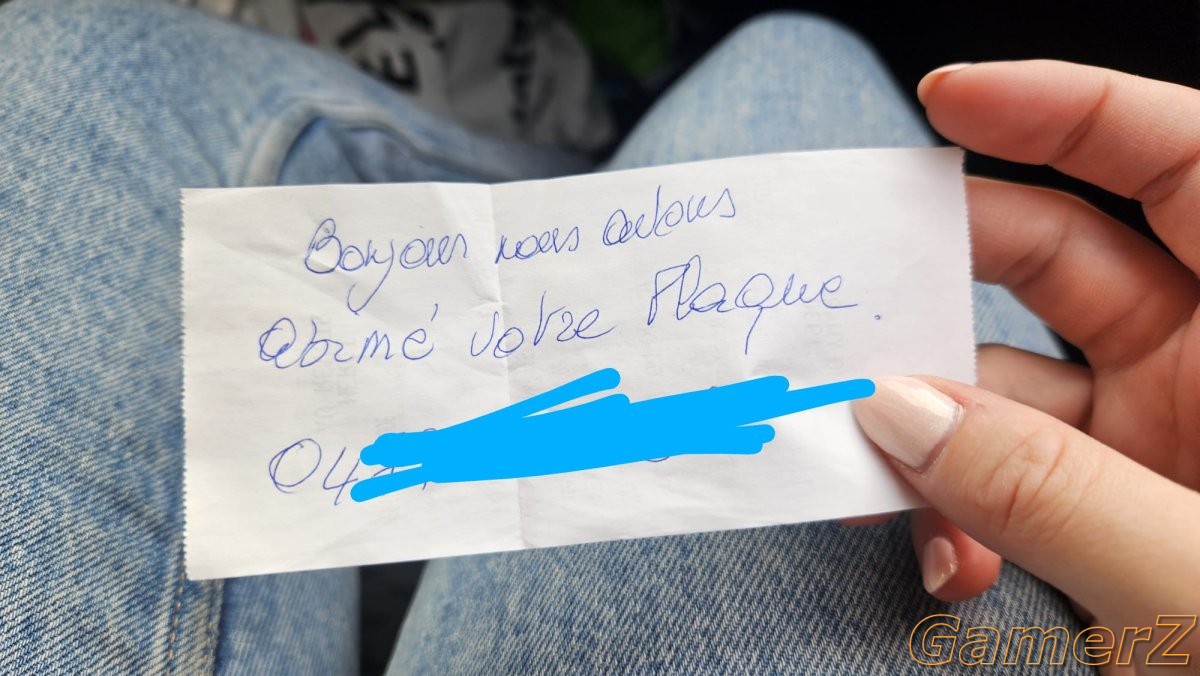 Bonjour nous avons
abimé votre Plaque.
04
GamerZ